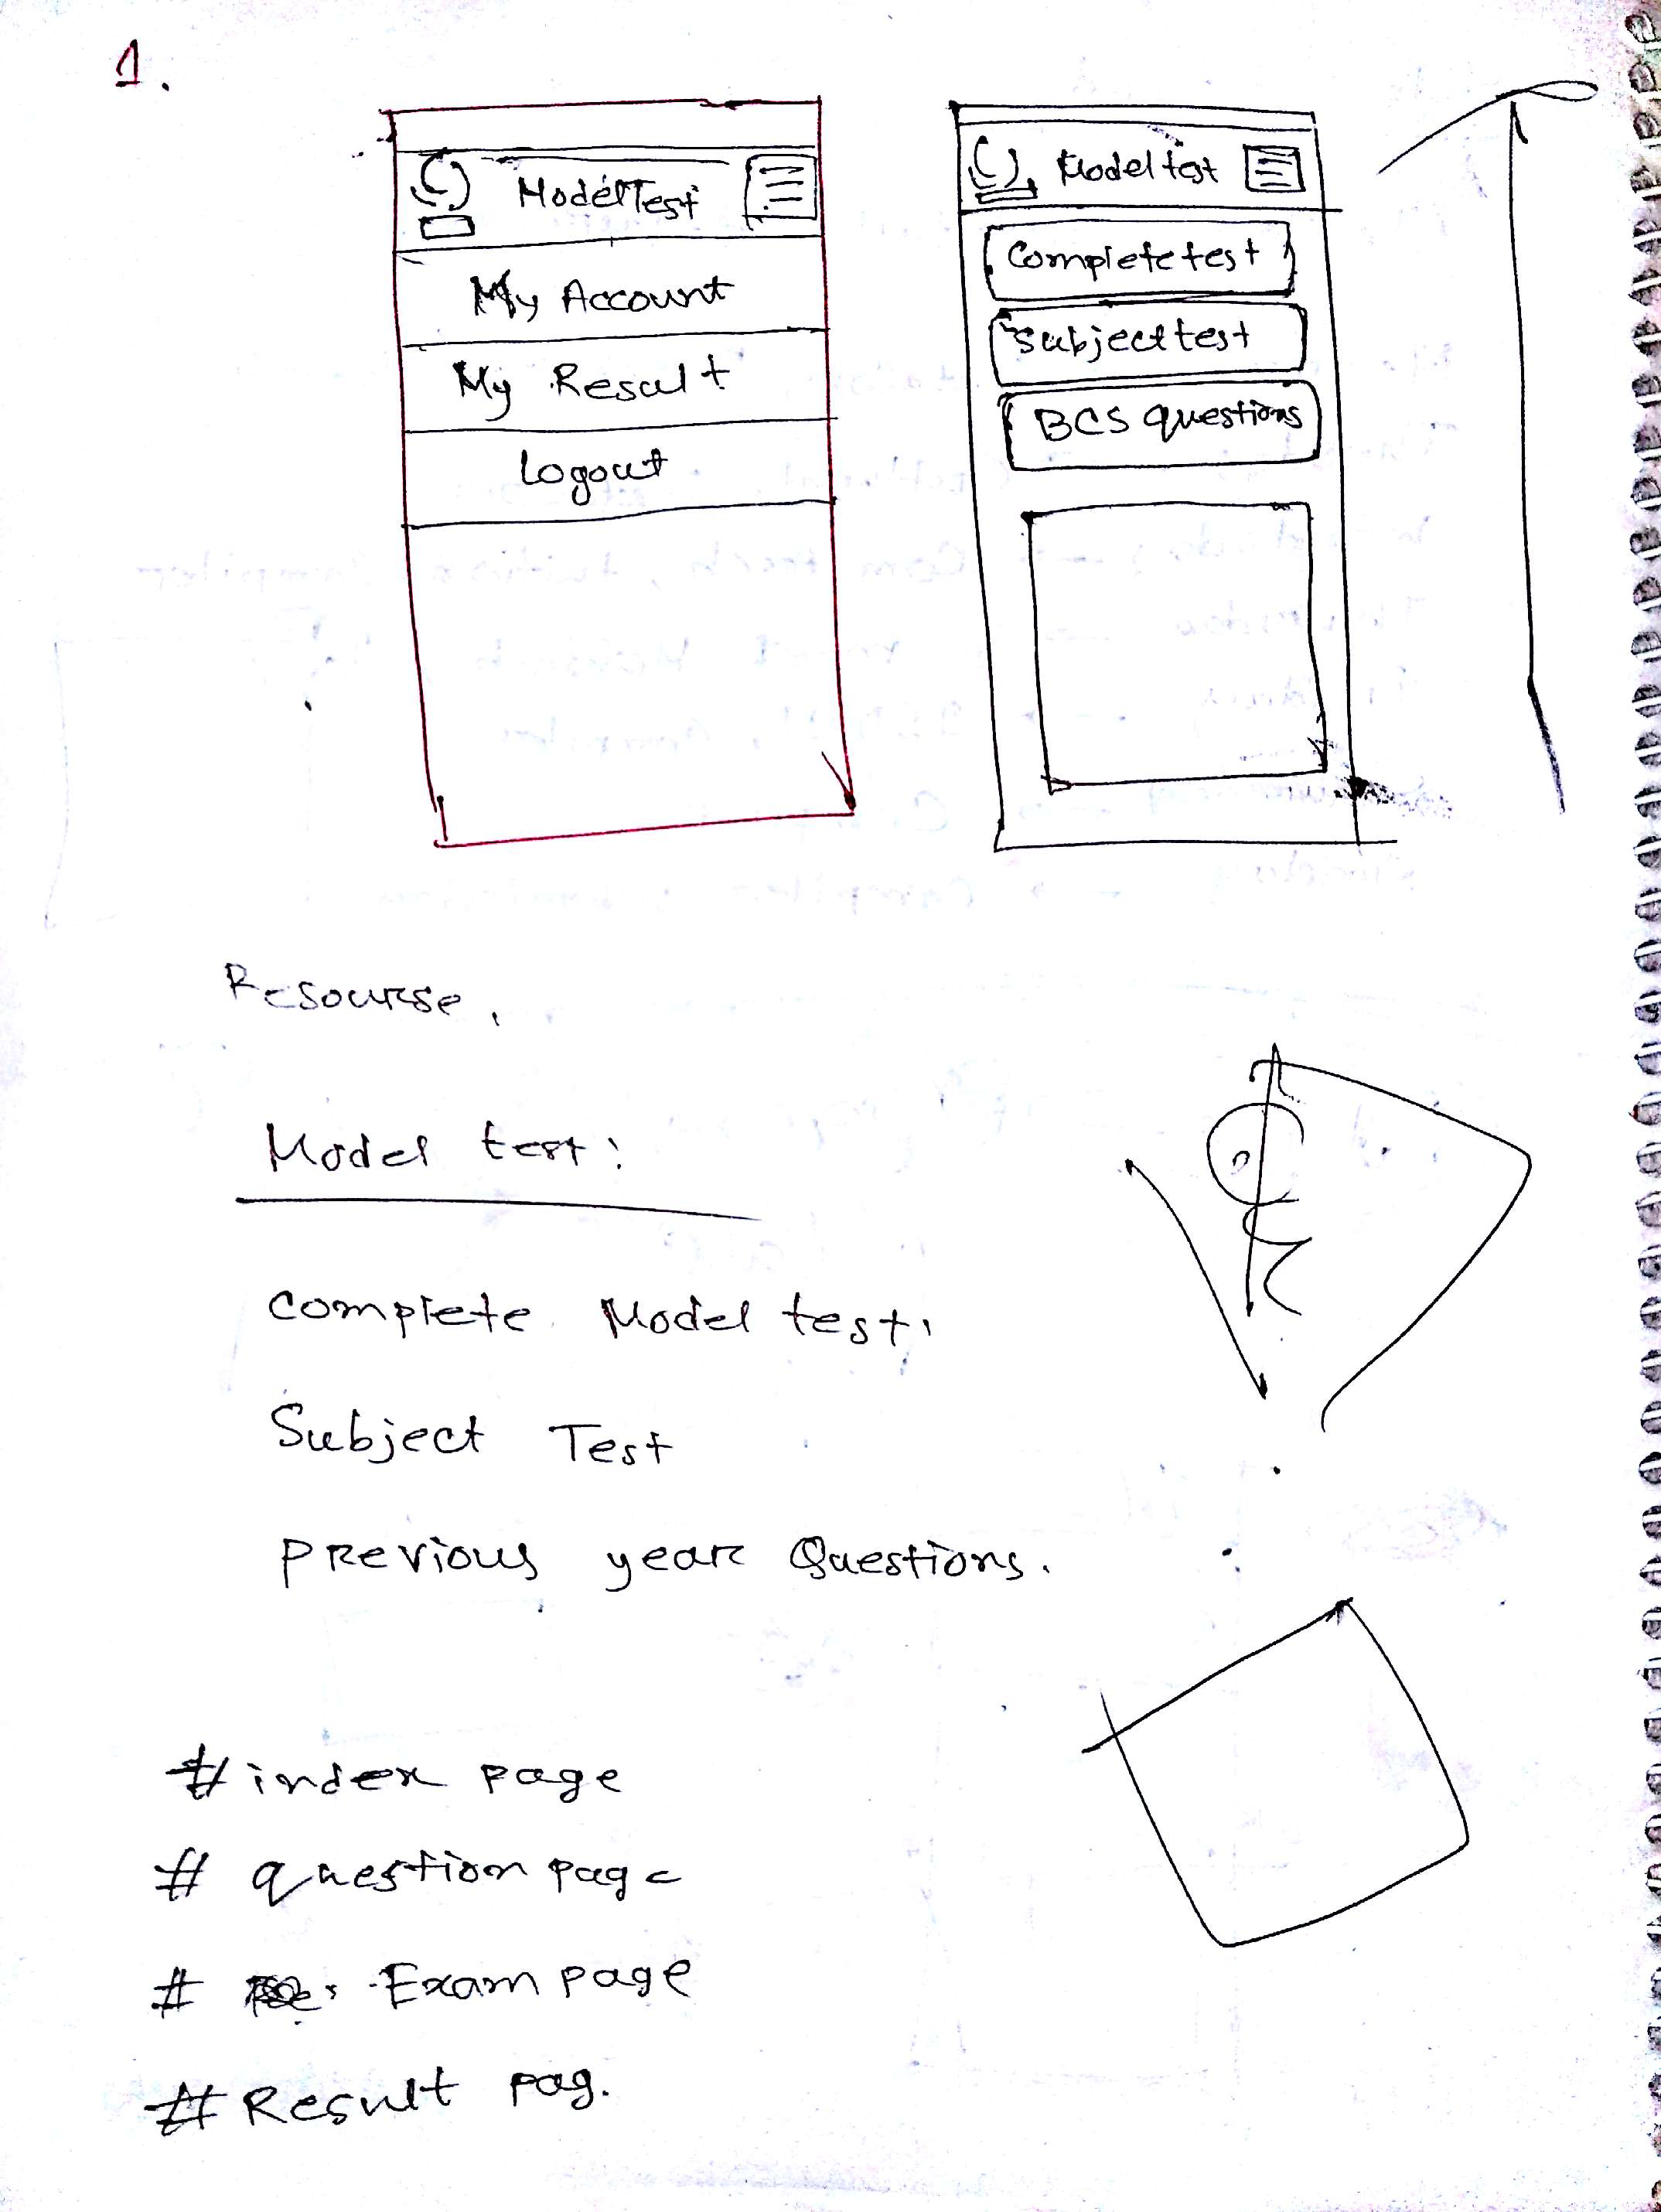 1.
ModelTest
My Account
My Result
Logout
Model test
Complete test
Subject test
BCS questions
Resourse,
Model test:
Complete Model test,
Subject Test
Previous year Questions.
# index page
# question page
# Exam page
# Result pag.